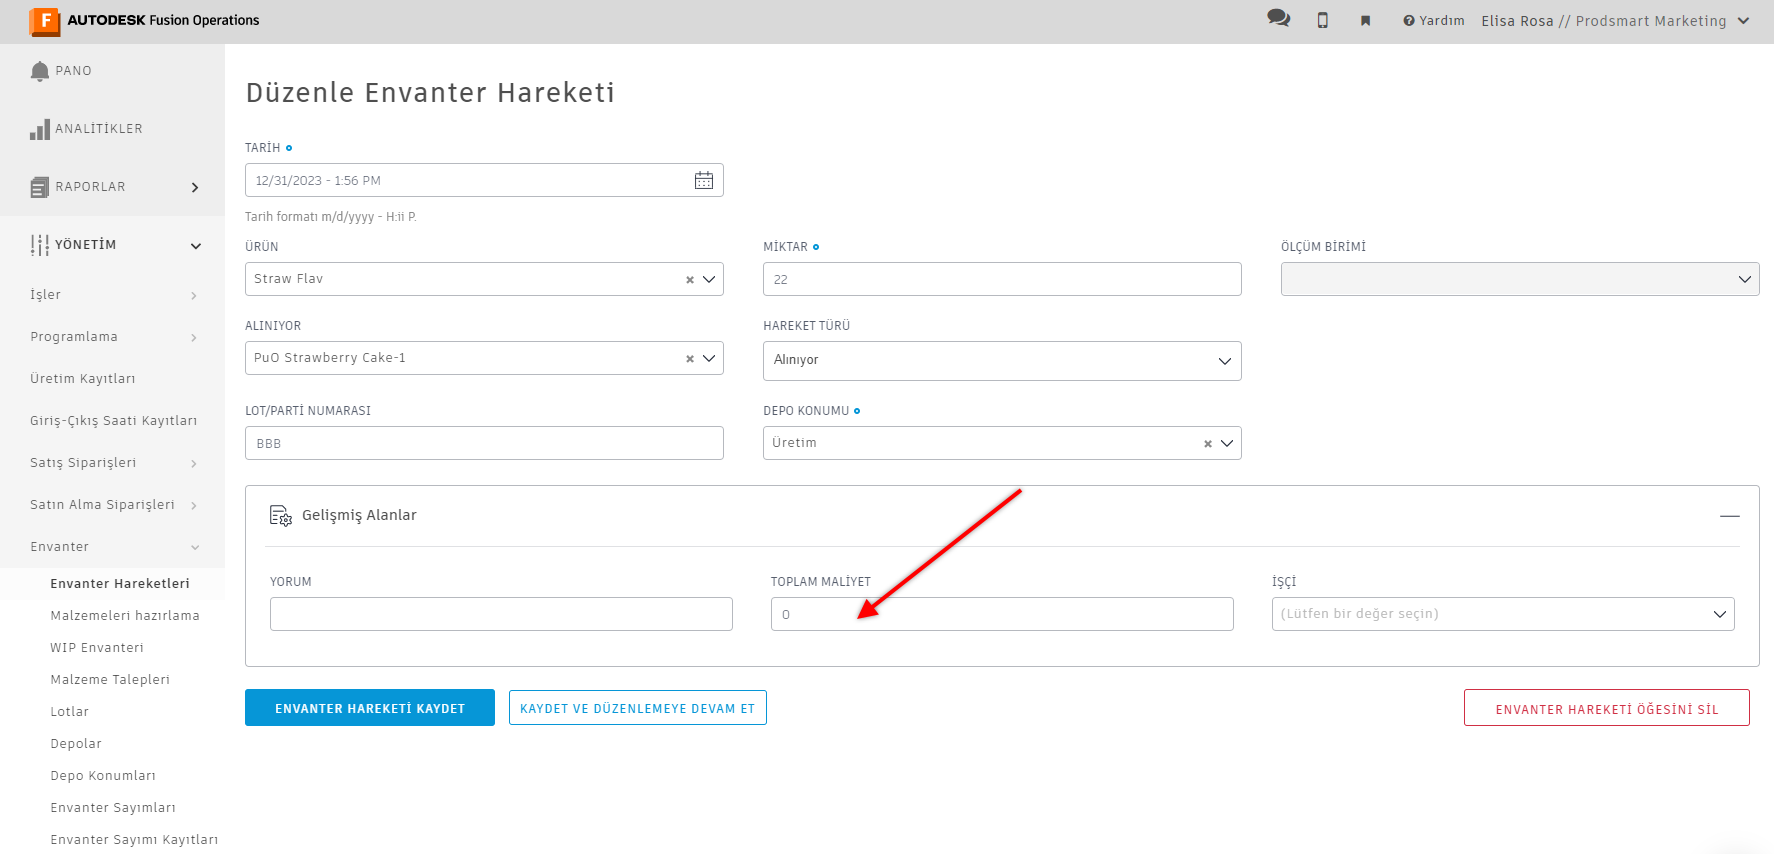 AUTODESK Fusion Operations
Yardım
Elisa Rosa // Prodsmart Marketing
PANO
ANALİTİKLER
RAPORLAR
YÖNETİM
İşler
Programlama
Üretim Kayıtları
Giriş-Çıkış Saati Kayıtları
Satış Siparişleri
Satın Alma Siparişleri
Envanter
Envanter Hareketleri
Malzemeleri hazırlama
WIP Envanteri
Malzeme Talepleri
Lotlar
Depolar
Depo Konumları
Envanter Sayımları
Envanter Sayımı Kayıtları
Düzenle Envanter Hareketi
TARİH
12/31/2023 - 1:56 PM
Tarih formatı m/d/yyyy - H:ii P.
ÜRÜN
Straw Flav
MİKTAR
22
ÖLÇÜM BİRİMİ
ALINIYOR
PuO Strawberry Cake-1
HAREKET TÜRÜ
Alınıyor
LOT/PARTİ NUMARASI
BBB
DEPO KONUMU
Üretim
Gelişmiş Alanlar
YORUM
TOPLAM MALİYET
0
İŞÇİ
(Lütfen bir değer seçin)
ENVANTER HAREKETİ KAYDET
KAYDET VE DÜZENLEMEYE DEVAM ET
ENVANTER HAREKETİ ÖĞESİNİ SİL